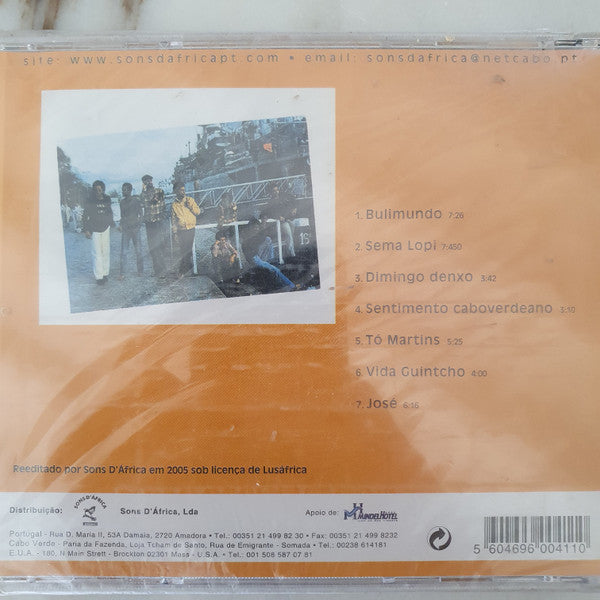 site: www.sonsdafricapt.com • email: sonsdafrica@netcabo.pt
1. Bulimundo 7:26
2. Sema Lopi 7:450
3. Dimingo denxo 3:42
4. Sentimento caboverdeano 3:10
5. Tó Martins 5:25
6. Vida Guintcho 4:00
7. José 6:16
Reeditado por Sons D'África em 2005 sob licença de Lusáfrica
Distribuição: SONS D'ÁFRICA Sons D'África, Lda Apoio de: MINDELHOTEL
Portugal - Rua D. Maria II, 53A Damaia, 2720 Amadora • Tel.: 00351 21 499 82 30 • Fax: 00351 21 499 8232
Cabo Verde - Paria da Fazenda, Loja Tcham de Santo, Rua de Emigrante - Somada • Tel.: 00238 614181
E.U.A. - 180, N Main Strett - Brockton 02301 Mass - U.S.A. • Tel.: 001 508 587 07 81
5 604696 004110